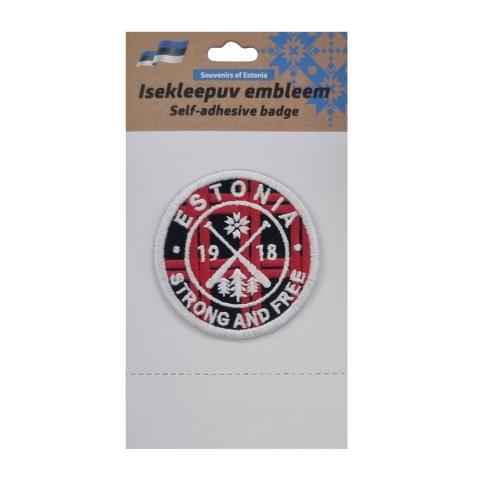 Souvenirs of Estonia
Isekleepuv embleem
Self-adhesive badge
ESTONIA
19 18
STRONG AND FREE